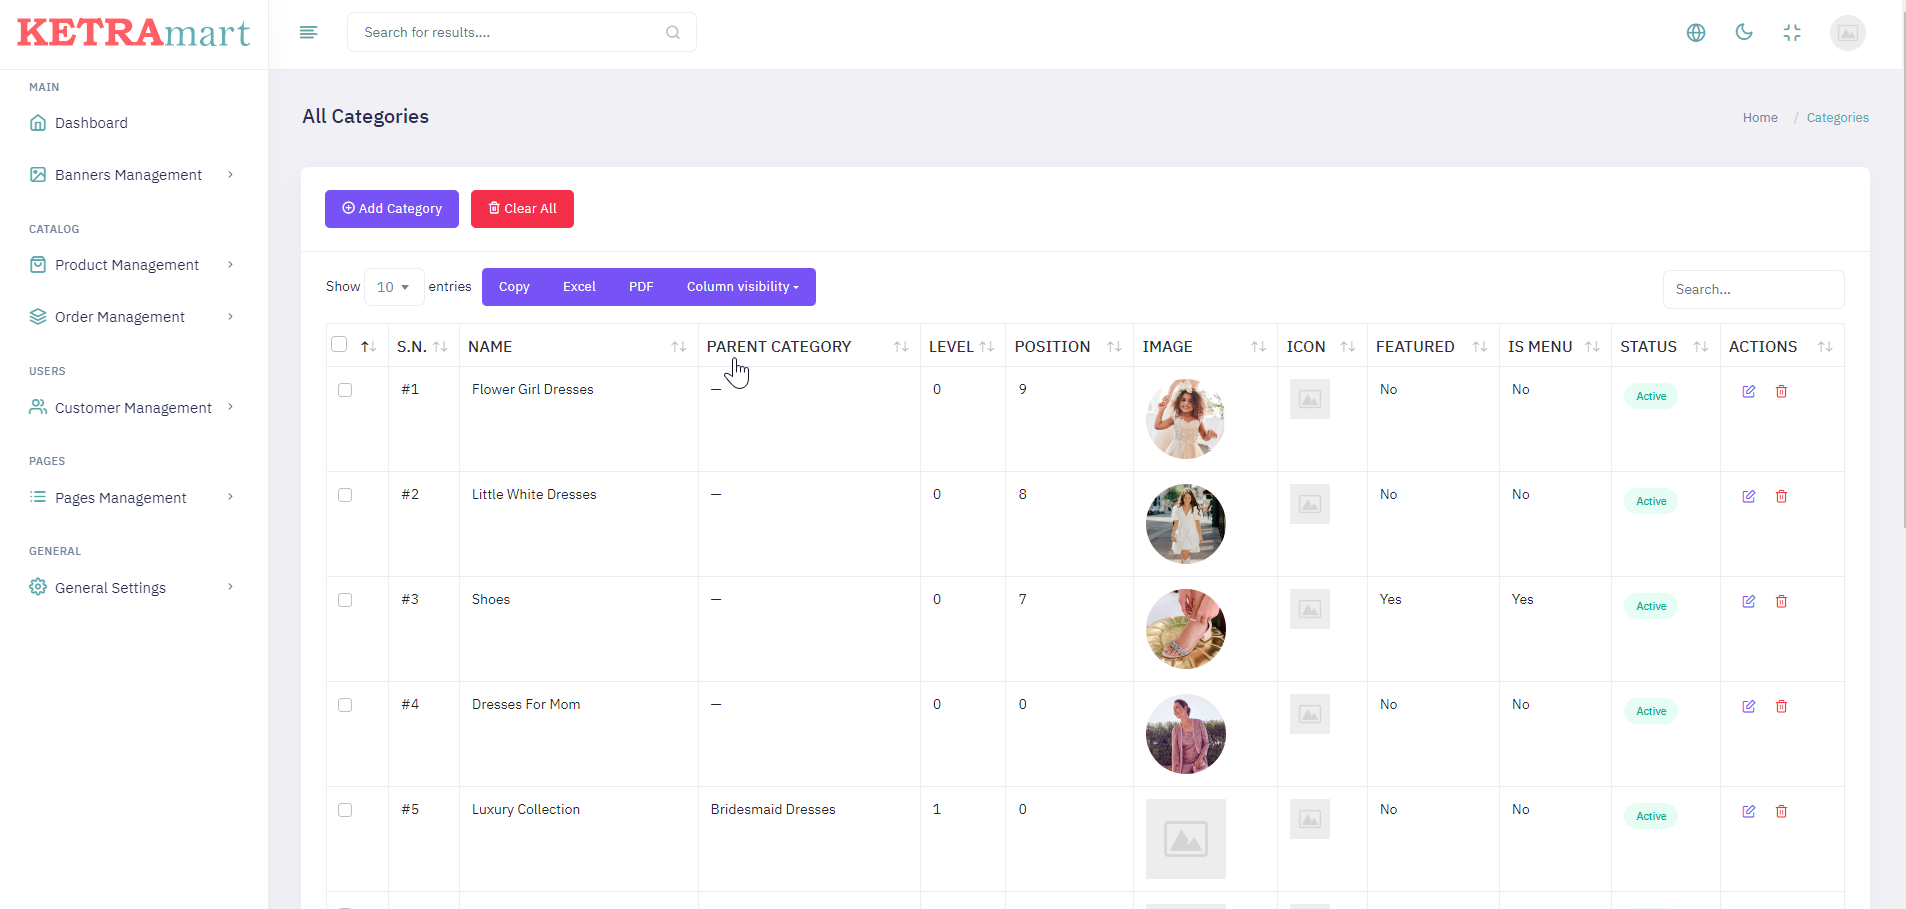 KETRAmart
Search for results....
MAIN
Dashboard
Banners Management
CATALOG
Product Management
Order Management
USERS
Customer Management
PAGES
Pages Management
GENERAL
General Settings
All Categories
Home / Categories
Add Category Clear All
Show 10 entries Copy Excel PDF Column visibility Search...
S.N. NAME PARENT CATEGORY LEVEL POSITION IMAGE ICON FEATURED IS MENU STATUS ACTIONS
#1 Flower Girl Dresses — 0 9 No No Active
#2 Little White Dresses — 0 8 No No Active
#3 Shoes — 0 7 Yes Yes Active
#4 Dresses For Mom — 0 0 No No Active
#5 Luxury Collection Bridesmaid Dresses 1 0 No No Active